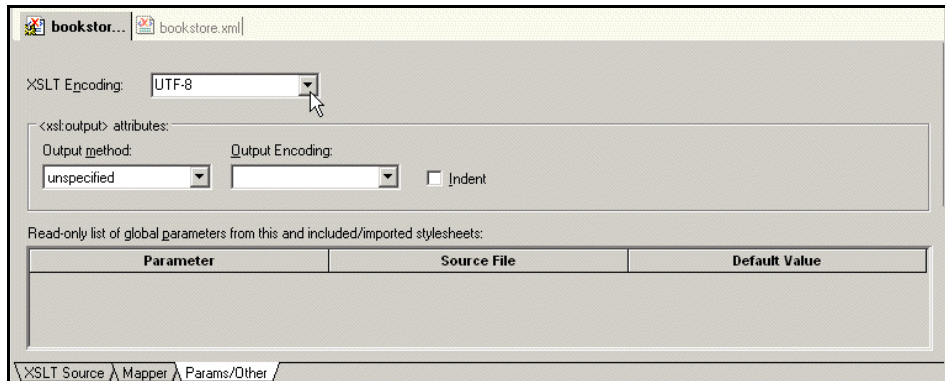 bookstor... bookstore.xml
XSLT Encoding: UTF-8
<xsl:output> attributes:
Output method: Output Encoding:
unspecified Indent
Read-only list of global parameters from this and included/imported stylesheets:
Parameter Source File Default Value
XSLT Source Mapper Params/Other